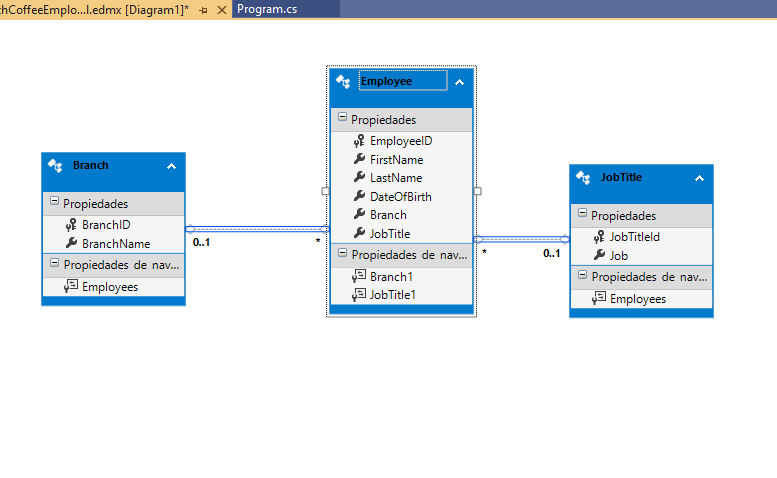 thCoffeeEmplo...l.edmx [Diagram1]*
Program.cs
Employee
Propiedades
EmployeeID
FirstName
LastName
DateOfBirth
Branch
JobTitle
Propiedades de nav...
Branch1
JobTitle1
Branch
Propiedades
BranchID
BranchName
Propiedades de nav...
Employees
0..1
*
JobTitle
Propiedades
JobTitleId
Job
Propiedades de nav...
Employees
*
0..1